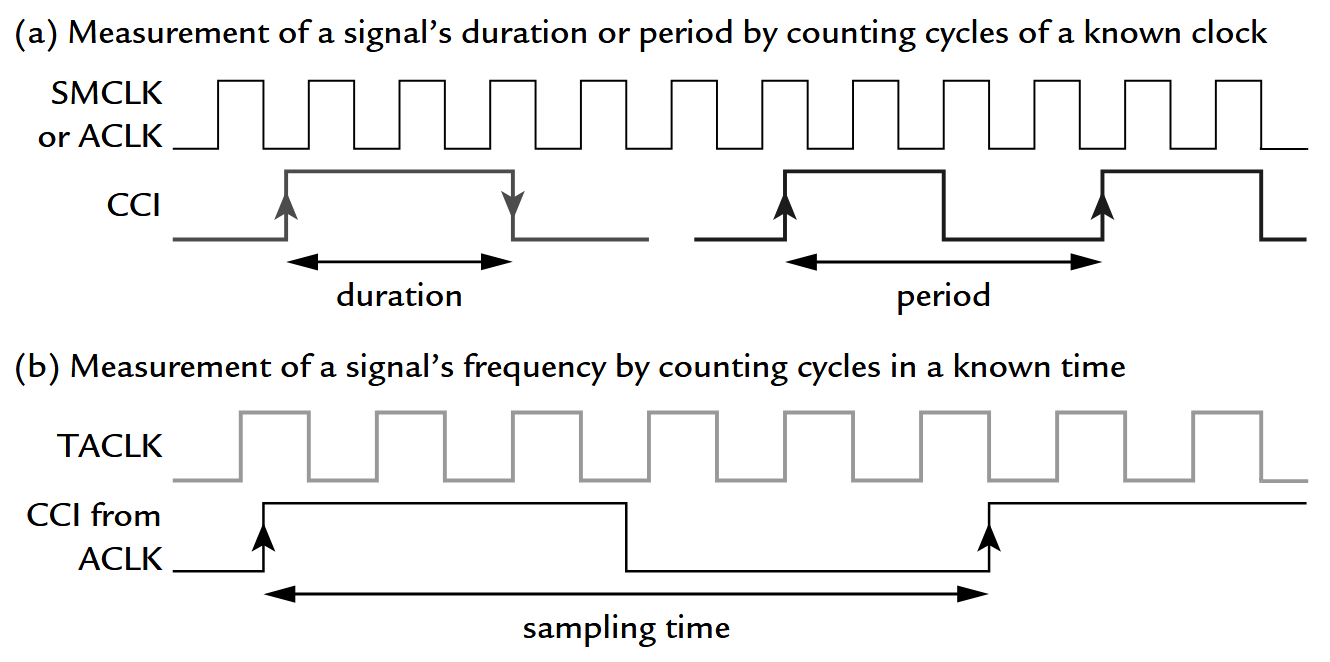 (a) Measurement of a signal’s duration or period by counting cycles of a known clock
SMCLK
or ACLK
CCI
duration
period
(b) Measurement of a signal’s frequency by counting cycles in a known time
TACLK
CCI from
ACLK
sampling time